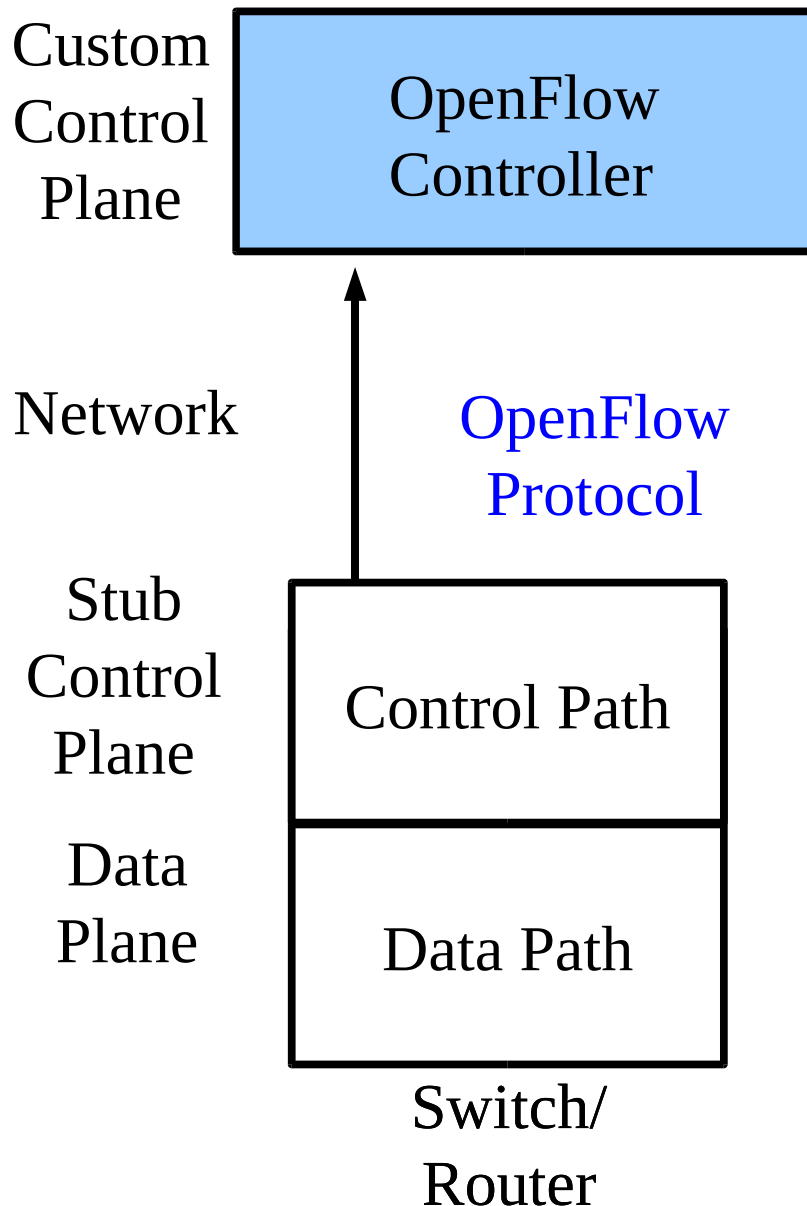 Custom
Control
Plane
OpenFlow
Controller
Network
OpenFlow
Protocol
Stub
Control
Plane
Control Path
Data
Plane
Data Path
Switch/
Router